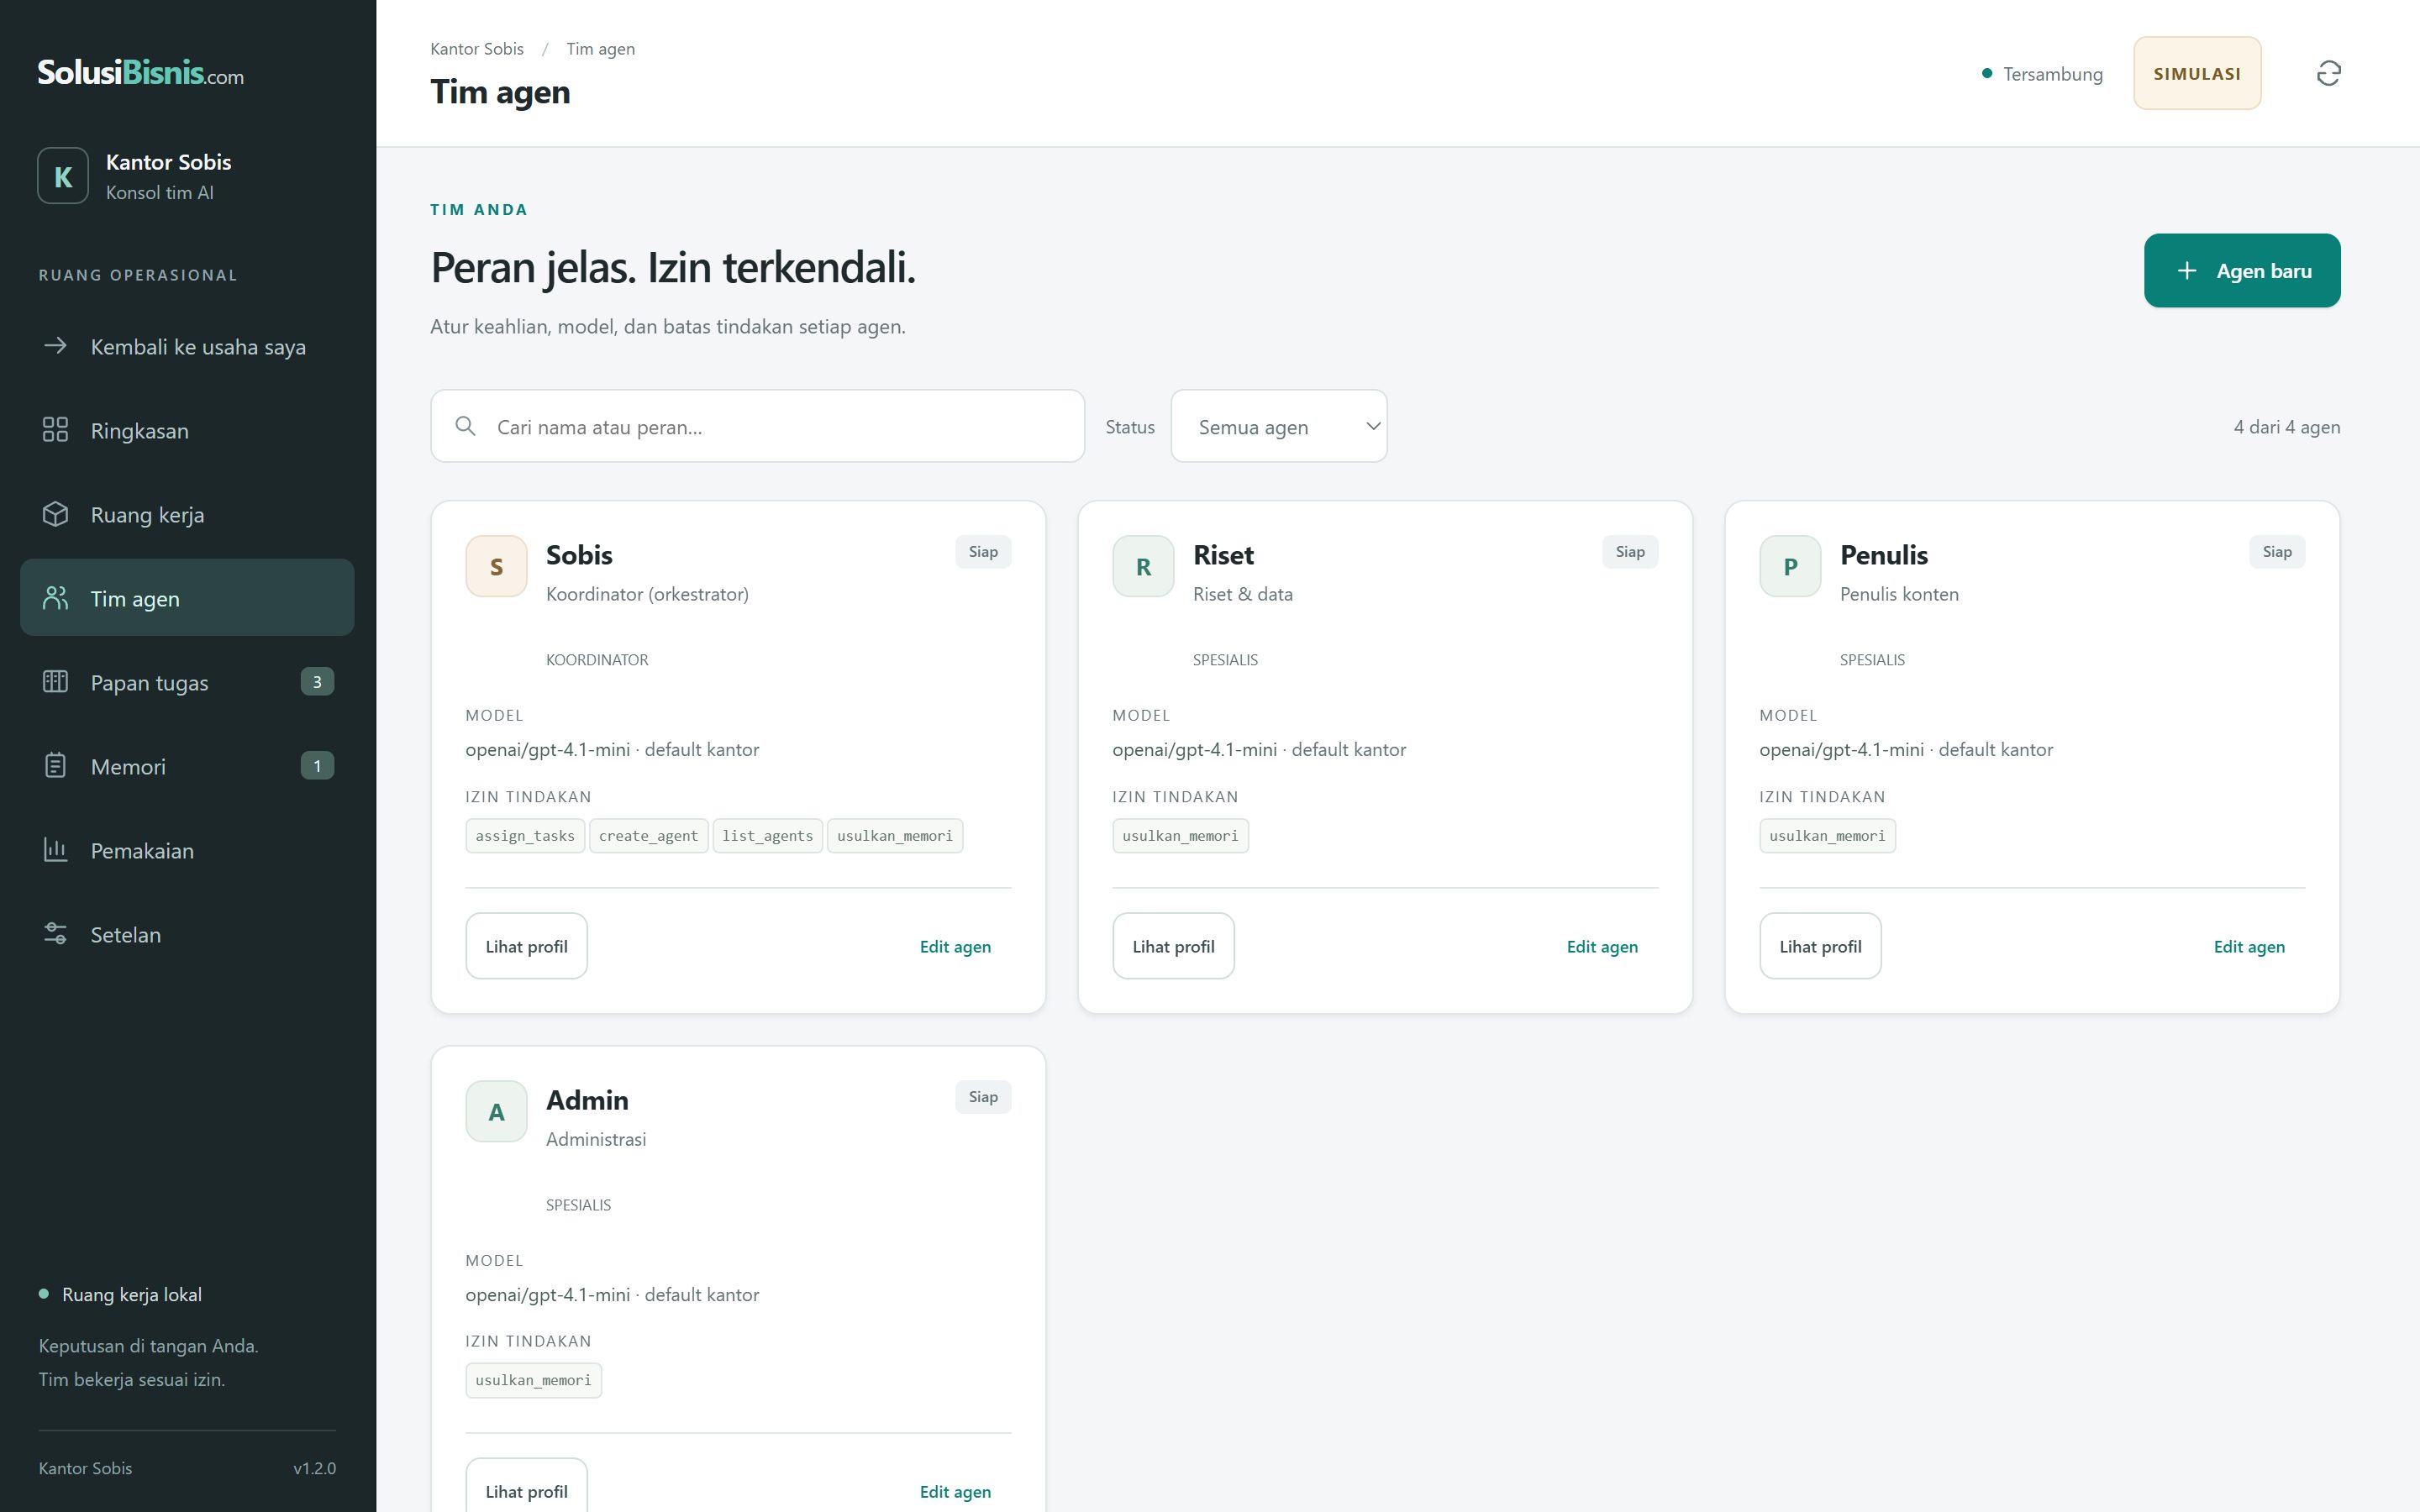 SolusiBisnis.com
K
Kantor Sobis
Konsol tim AI
RUANG OPERASIONAL
Kembali ke usaha saya
Ringkasan
Ruang kerja
Tim agen
Papan tugas 3
Memori 1
Pemakaian
Setelan
Ruang kerja lokal
Keputusan di tangan Anda.
Tim bekerja sesuai izin.
Kantor Sobis v1.2.0
Kantor Sobis / Tim agen
Tim agen
Tersambung
SIMULASI
TIM ANDA
Peran jelas. Izin terkendali.
Atur keahlian, model, dan batas tindakan setiap agen.
Agen baru
Cari nama atau peran...
Status
Semua agen
4 dari 4 agen
S
Sobis
Siap
Koordinator (orkestrator)
KOORDINATOR
MODEL
openai/gpt-4.1-mini · default kantor
IZIN TINDAKAN
assign_tasks create_agent list_agents usulkan_memori
Lihat profil
Edit agen
R
Riset
Siap
Riset & data
SPESIALIS
MODEL
openai/gpt-4.1-mini · default kantor
IZIN TINDAKAN
usulkan_memori
Lihat profil
Edit agen
P
Penulis
Siap
Penulis konten
SPESIALIS
MODEL
openai/gpt-4.1-mini · default kantor
IZIN TINDAKAN
usulkan_memori
Lihat profil
Edit agen
A
Admin
Siap
Administrasi
SPESIALIS
MODEL
openai/gpt-4.1-mini · default kantor
IZIN TINDAKAN
usulkan_memori
Lihat profil
Edit agen